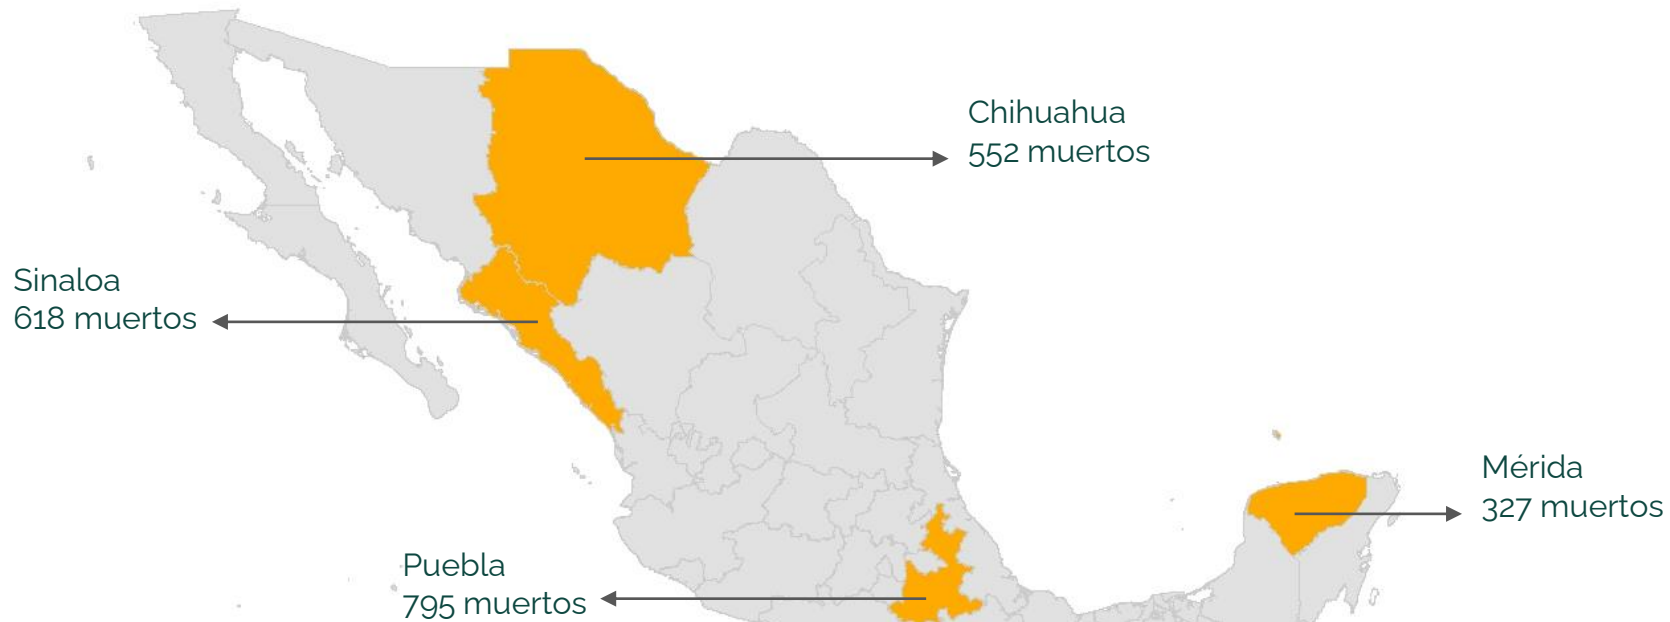 Chihuahua
552 muertos
Sinaloa
618 muertos
Mérida
327 muertos
Puebla
795 muertos